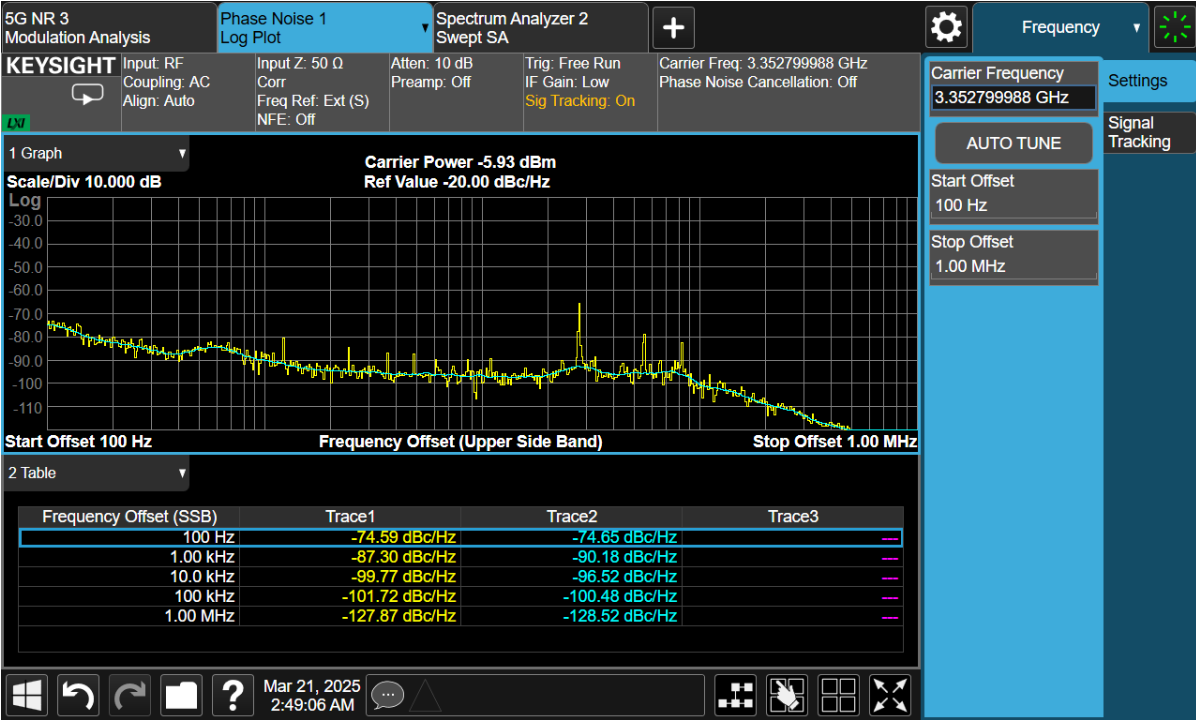 5G NR 3
Modulation Analysis
Phase Noise 1
Log Plot
Spectrum Analyzer 2
Swept SA
Frequency
KEYSIGHT
LXI
Input: RF
Coupling: AC
Align: Auto
Input Z: 50 Ω
Corr
Freq Ref: Ext (S)
NFE: Off
Atten: 10 dB
Preamp: Off
Trig: Free Run
IF Gain: Low
Sig Tracking: On
Carrier Freq: 3.352799988 GHz
Phase Noise Cancellation: Off
Carrier Frequency
3.352799988 GHz
AUTO TUNE
Start Offset
100 Hz
Stop Offset
1.00 MHz
Settings
Signal
Tracking
1 Graph
Scale/Div 10.000 dB
Carrier Power -5.93 dBm
Ref Value -20.00 dBc/Hz
Log
-30.0
-40.0
-50.0
-60.0
-70.0
-80.0
-90.0
-100
-110
Start Offset 100 Hz Frequency Offset (Upper Side Band) Stop Offset 1.00 MHz
2 Table
Frequency Offset (SSB) Trace1 Trace2 Trace3
100 Hz -74.59 dBc/Hz -74.65 dBc/Hz ---
1.00 kHz -87.30 dBc/Hz -90.18 dBc/Hz ---
10.0 kHz -99.77 dBc/Hz -96.52 dBc/Hz ---
100 kHz -101.72 dBc/Hz -100.48 dBc/Hz ---
1.00 MHz -127.87 dBc/Hz -128.52 dBc/Hz ---
?
Mar 21, 2025
2:49:06 AM